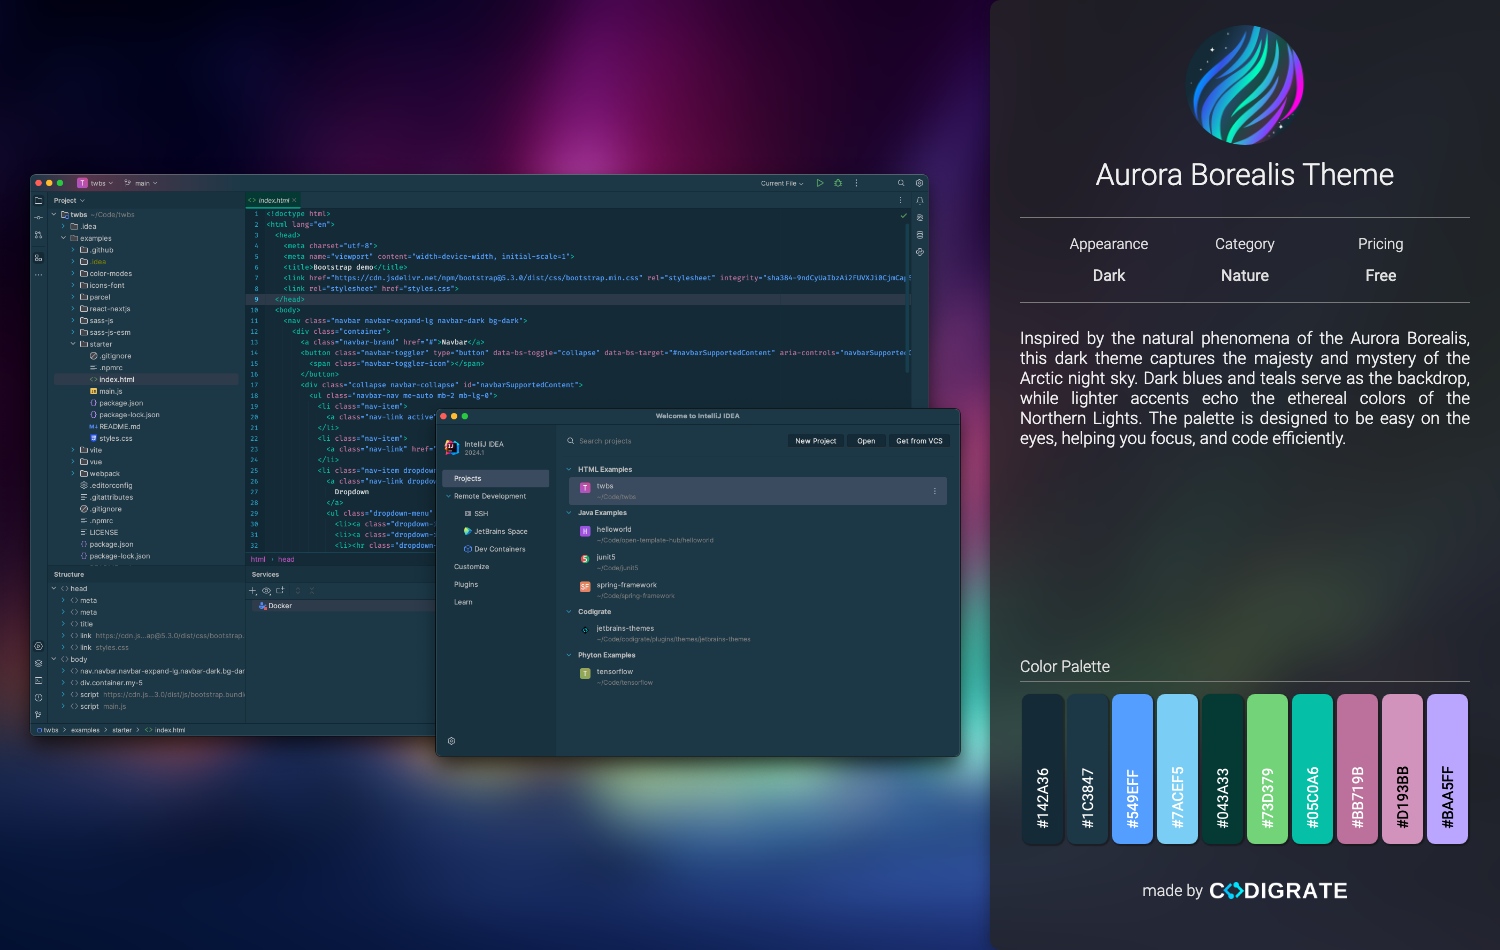 twbs
main
Current File
Project
twbs ~/Code/twbs
.idea
examples
.github
.idea
color-modes
icons-font
parcel
react-nextjs
sass-js
sass-js-esm
starter
.gitignore
.npmrc
index.html
main.js
package.json
package-lock.json
README.md
styles.css
vite
vue
webpack
.editorconfig
.gitattributes
.gitignore
.npmrc
LICENSE
package.json
package-lock.json
index.html
1 <!doctype html>
2 <html lang="en">
3 <head>
4 <meta charset="utf-8">
5 <meta name="viewport" content="width=device-width, initial-scale=1">
6 <title>Bootstrap demo</title>
7 <link href="https://cdn.jsdelivr.net/npm/bootstrap@5.3.0/dist/css/bootstrap.min.css" rel="stylesheet"
8 <link rel="stylesheet" href="styles.css">
9 </head>
10 <body>
11 <nav class="navbar navbar-expand-lg navbar-dark bg-dark">
12 <div class="container">
13 <a class="navbar-brand" href="#">Navbar</a>
14 <button class="navbar-toggler" type="button" data-bs-toggle="collapse" data-bs-target="#navbarSupportedContent" aria-controls="navbarSupported
15 <span class="navbar-toggler-icon"></span>
16 </button>
17 <div class="collapse navbar-collapse" id="navbarSupportedContent">
18 <ul class="navbar-nav me-auto mb-2 mb-lg-0">
19 <li class="nav-item">
20 <a class="nav-link active"
21 </li>
22 <li class="nav-item">
23 <a class="nav-link" href="
24 </li>
25 <li class="nav-item dropdown
26 <a class="nav-link dropdow
27 Dropdown
28 </a>
29 <ul class="dropdown-menu"
30 <li><a class="dropdown-
31 <li><a class="dropdown-
32 <li><hr class="dropdown-
html > head
Structure
head
meta
meta
title
link https://cdn.js...ap@5.3.0/dist/css/bootstrap.
link styles.css
body
nav.navbar.navbar-expand-lg.navbar-dark.bg-dar
div.container.my-5
script https://cdn.js...3.0/dist/js/bootstrap.bundl
script main.js
Services
Docker
twbs > examples > starter > index.html
Welcome to IntelliJ IDEA
IntelliJ IDEA
2024.1
Projects
Remote Development
SSH
JetBrains Space
Dev Containers
Customize
Plugins
Learn
Search projects
New Project
Open
Get from VCS
HTML Examples
T
twbs
~/Code/twbs
Java Examples
H
helloworld
~/Code/open-template-hub/helloworld
junit5
~/Code/junit5
SF
spring-framework
~/Code/spring-framework
Codigrate
jetbrains-themes
~/Code/codigrate/plugins/themes/jetbrains-themes
Phyton Examples
T
tensorflow
~/Code/tensorflow
Aurora Borealis Theme
Appearance Category Pricing
Dark Nature Free
Inspired by the natural phenomena of the Aurora Borealis,
this dark theme captures the majesty and mystery of the
Arctic night sky. Dark blues and teals serve as the backdrop,
while lighter accents echo the ethereal colors of the
Northern Lights. The palette is designed to be easy on the
eyes, helping you focus, and code efficiently.
Color Palette
#142A36
#1C3847
#549EFF
#7ACEF5
#043A33
#73D379
#05C0A6
#BB719B
#D193BB
#BAA5FF
made by CODIGRATE